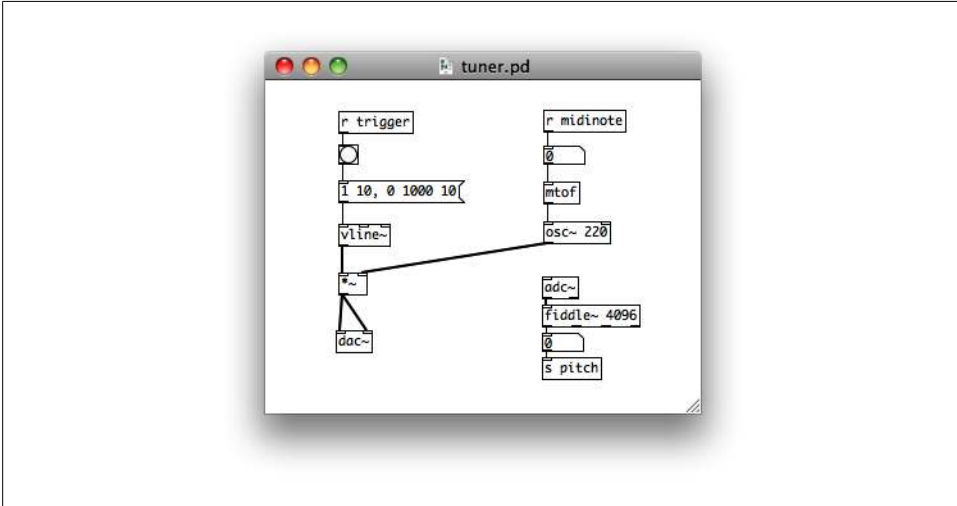 tuner.pd
r trigger
r midinote
0
1 10, 0 1000 10
mtof
vline~
osc~ 220
*~
adc~
fiddle~ 4096
dac~
0
s pitch